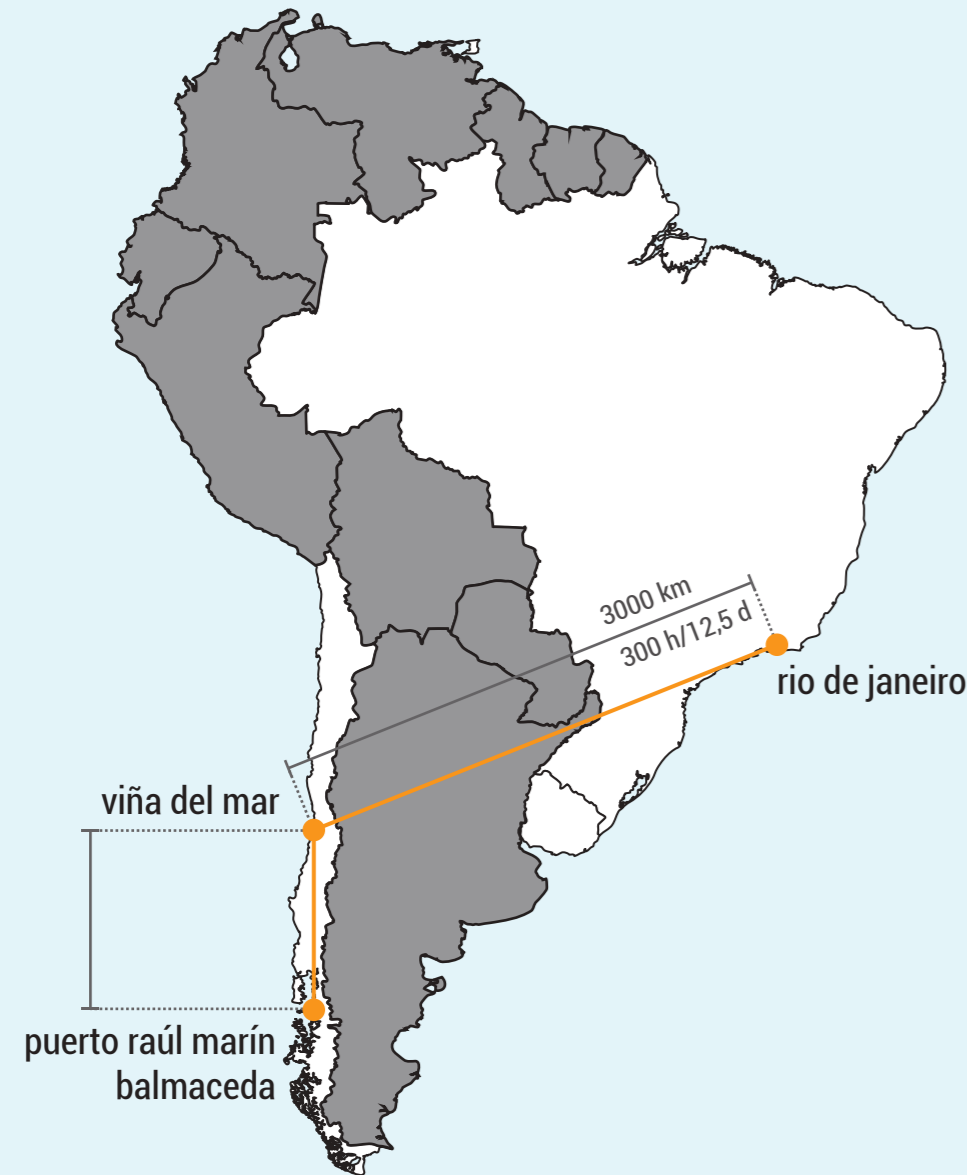 3000 km
300 h/12,5 d
rio de janeiro
viña del mar
puerto raúl marín
balmaceda